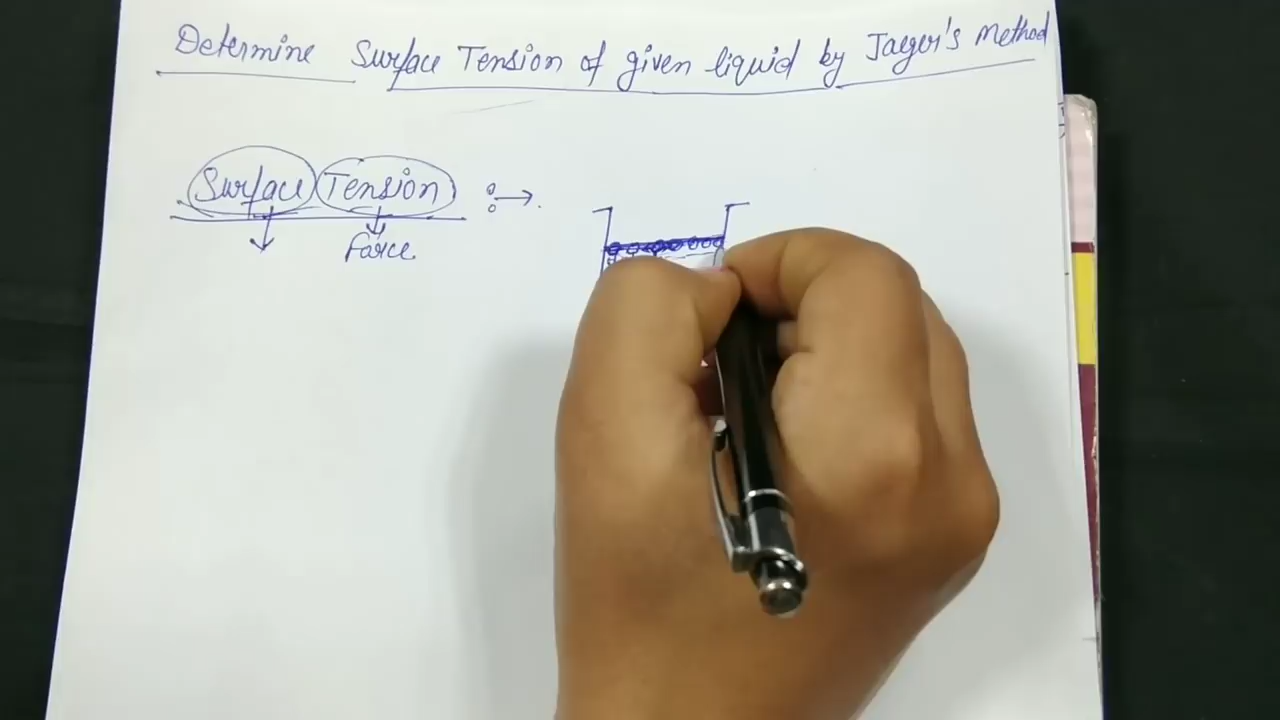 Determine Surface Tension of given liquid by Jaeger's Method
Surface Tension :→
Force